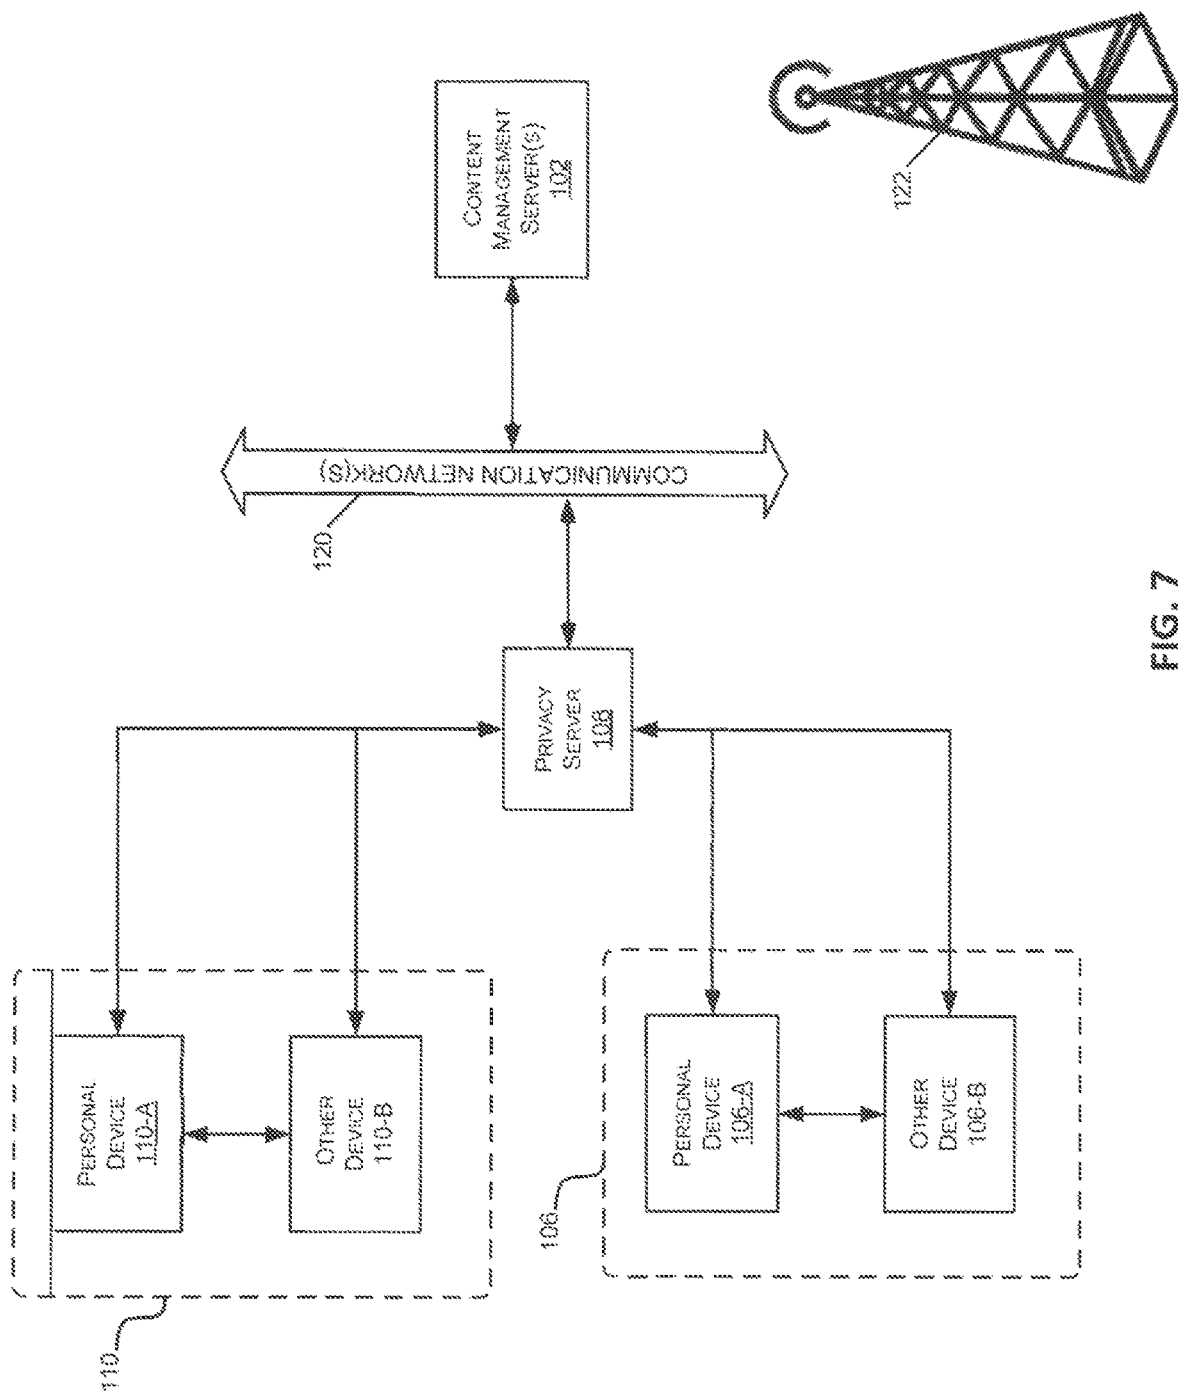 110
PERSONAL
DEVICE
110-A
OTHER
DEVICE
110-B
106
PERSONAL
DEVICE
106-A
OTHER
DEVICE
106-B
PRIVACY
SERVER
108
120
COMMUNICATION NETWORK(S)
CONTENT
MANAGEMENT
SERVER(S)
102
122
FIG. 7